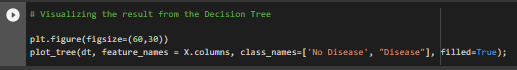 # Visualizing the result from the Decision Tree
plt.figure(figsize=(60,30))
plot_tree(dt, feature_names = X.columns, class_names=['No Disease', "Disease"], filled=True);